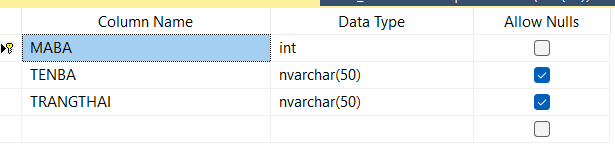 Column Name Data Type Allow Nulls
MABA int
TENBA nvarchar(50)
TRANGTHAI nvarchar(50)